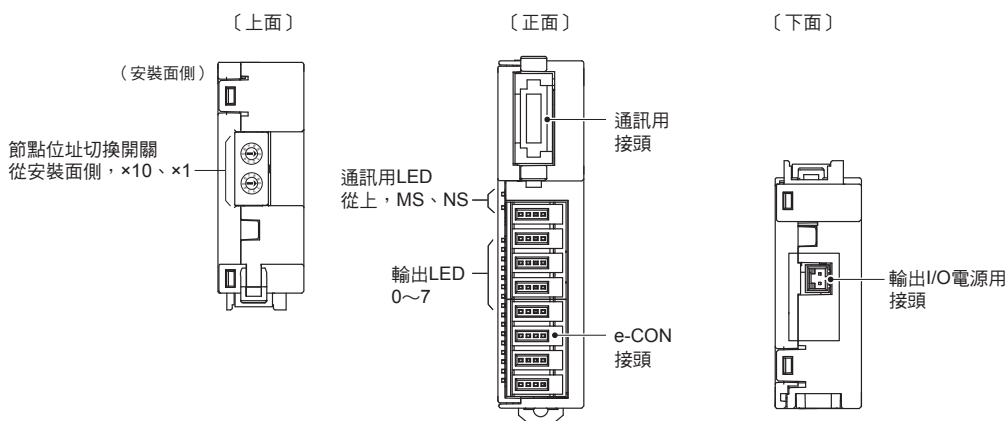 〔上面〕
〔正面〕
〔下面〕
（安裝面側）
節點位址切換開關
從安裝面側，×10、×1
通訊用
接頭
通訊用LED
從上，MS、NS
輸出LED
0～7
e-CON
接頭
輸出I/O電源用
接頭